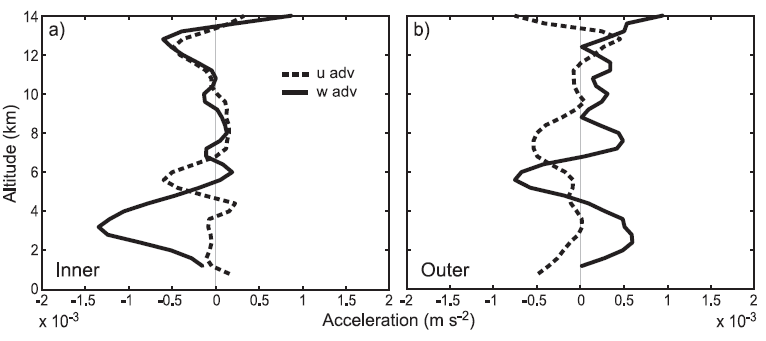 14
12
10
8
6
4
2
0
Altitude (km)
a)
u adv
w adv
Inner
-2 -1.5 -1 -0.5 0 0.5 1 1.5 2
x 10-3
b)
Outer
-2 -1.5 -1 -0.5 0 0.5 1 1.5 2
x 10-3
Acceleration (m s-2)